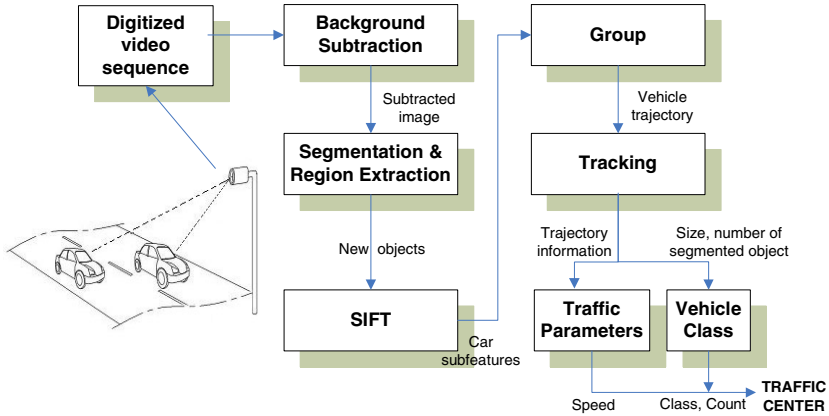 Digitized
video
sequence
Background
Subtraction
Subtracted
image
Segmentation &
Region Extraction
New objects
SIFT
Car
subfeatures
Group
Vehicle
trajectory
Tracking
Trajectory
information
Size, number of
segmented object
Traffic
Parameters
Vehicle
Class
Speed
Class, Count
TRAFFIC
CENTER